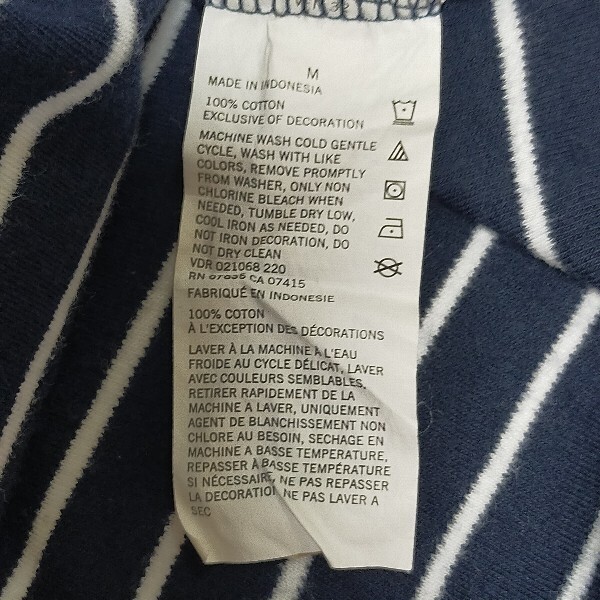 M
MADE IN INDONESIA
100% COTTON
EXCLUSIVE OF DECORATION
MACHINE WASH COLD GENTLE
CYCLE, WASH WITH LIKE
COLORS, REMOVE PROMPTLY
FROM WASHER, ONLY NON
CHLORINE BLEACH WHEN
NEEDED, TUMBLE DRY LOW,
COOL IRON AS NEEDED, DO
NOT IRON DECORATION, DO
NOT DRY CLEAN
VDR 021068 220
RN CA 07415
FABRIQUÉ EN INDONESIE
100% COTON
À L'EXCEPTION DES DÉCORATIONS
LAVER À LA MACHINE A L'EAU
FROIDE AU CYCLE DÉLICAT, LAVER
AVEC COULEURS SEMBLABLES,
RETIRER RAPIDEMENT DE LA
MACHINE A LAVER, UNIQUEMENT
AGENT DE BLANCHISSEMENT NON
CHLORE AU BESOIN, SECHAGE EN
MACHINE A BASSE TEMPERATURE,
REPASSER À BASSE TEMPÉRATURE
SI NÉCESSAIRE, NE PAS REPASSER
LA DECORATION, NE PAS LAVER A
SEC